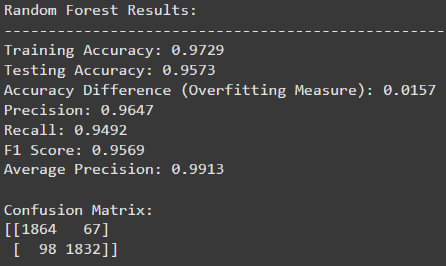 Random Forest Results:
--------------------------------------------------
Training Accuracy: 0.9729
Testing Accuracy: 0.9573
Accuracy Difference (Overfitting Measure): 0.0157
Precision: 0.9647
Recall: 0.9492
F1 Score: 0.9569
Average Precision: 0.9913
Confusion Matrix:
[[1864   67]
 [  98 1832]]